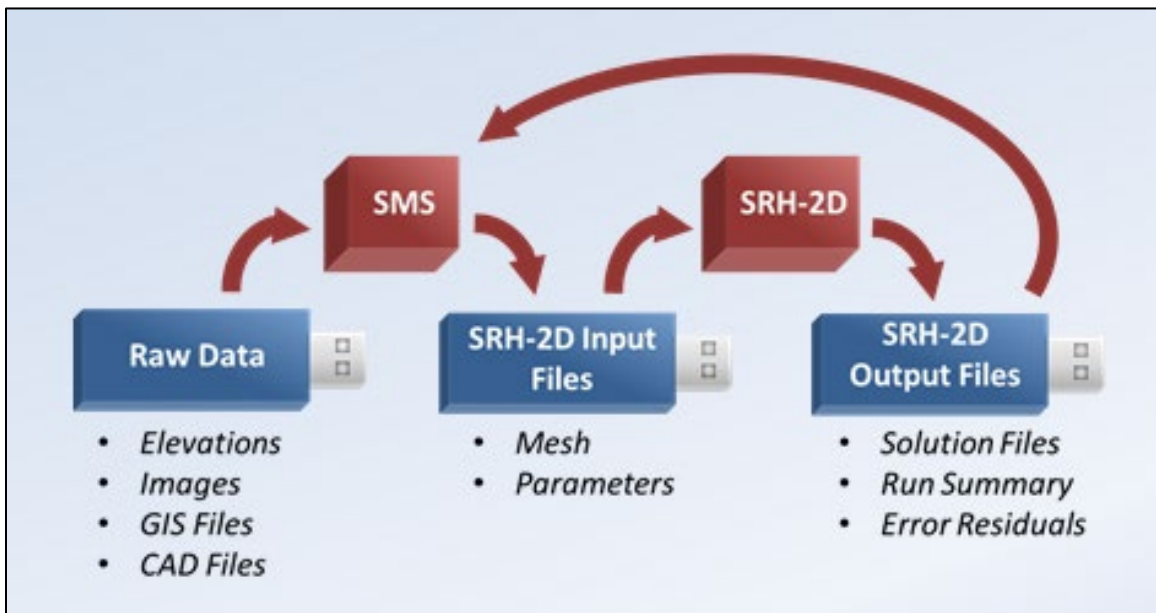 SMS
SRH-2D
Raw Data
SRH-2D Input
Files
SRH-2D
Output Files
• Elevations
• Images
• GIS Files
• CAD Files
• Mesh
• Parameters
• Solution Files
• Run Summary
• Error Residuals